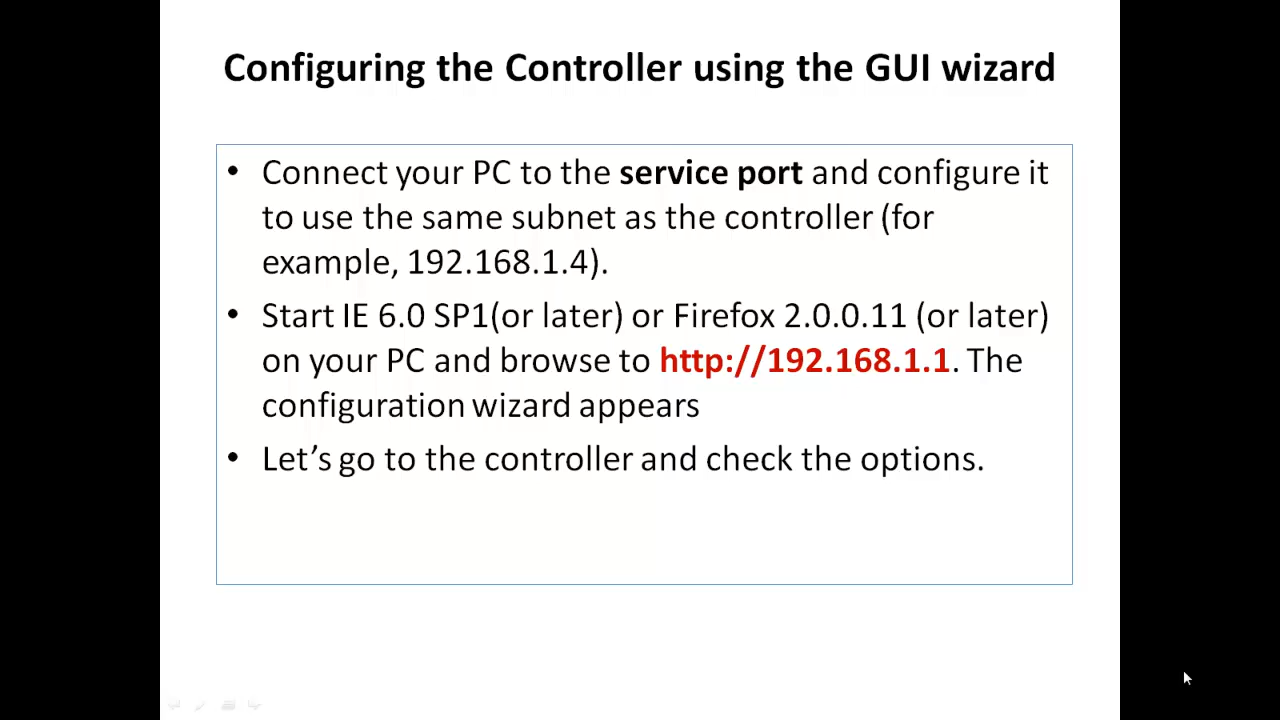 Configuring the Controller using the GUI wizard
• Connect your PC to the service port and configure it
to use the same subnet as the controller (for
example, 192.168.1.4).
• Start IE 6.0 SP1(or later) or Firefox 2.0.0.11 (or later)
on your PC and browse to http://192.168.1.1. The
configuration wizard appears
• Let’s go to the controller and check the options.